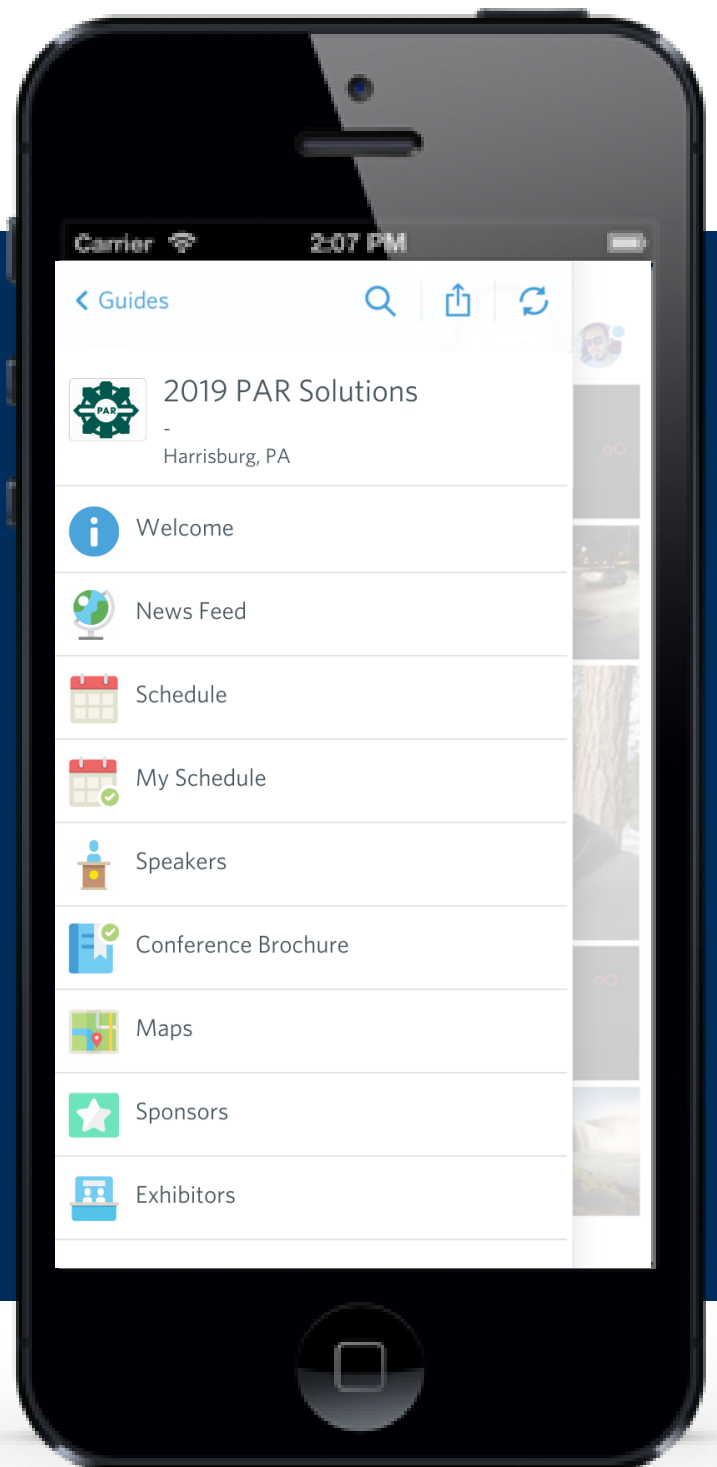 Carrier 2:07 PM
Guides
2019 PAR Solutions
PAR
-
Harrisburg, PA
Welcome
News Feed
Schedule
My Schedule
Speakers
Conference Brochure
Maps
Sponsors
Exhibitors